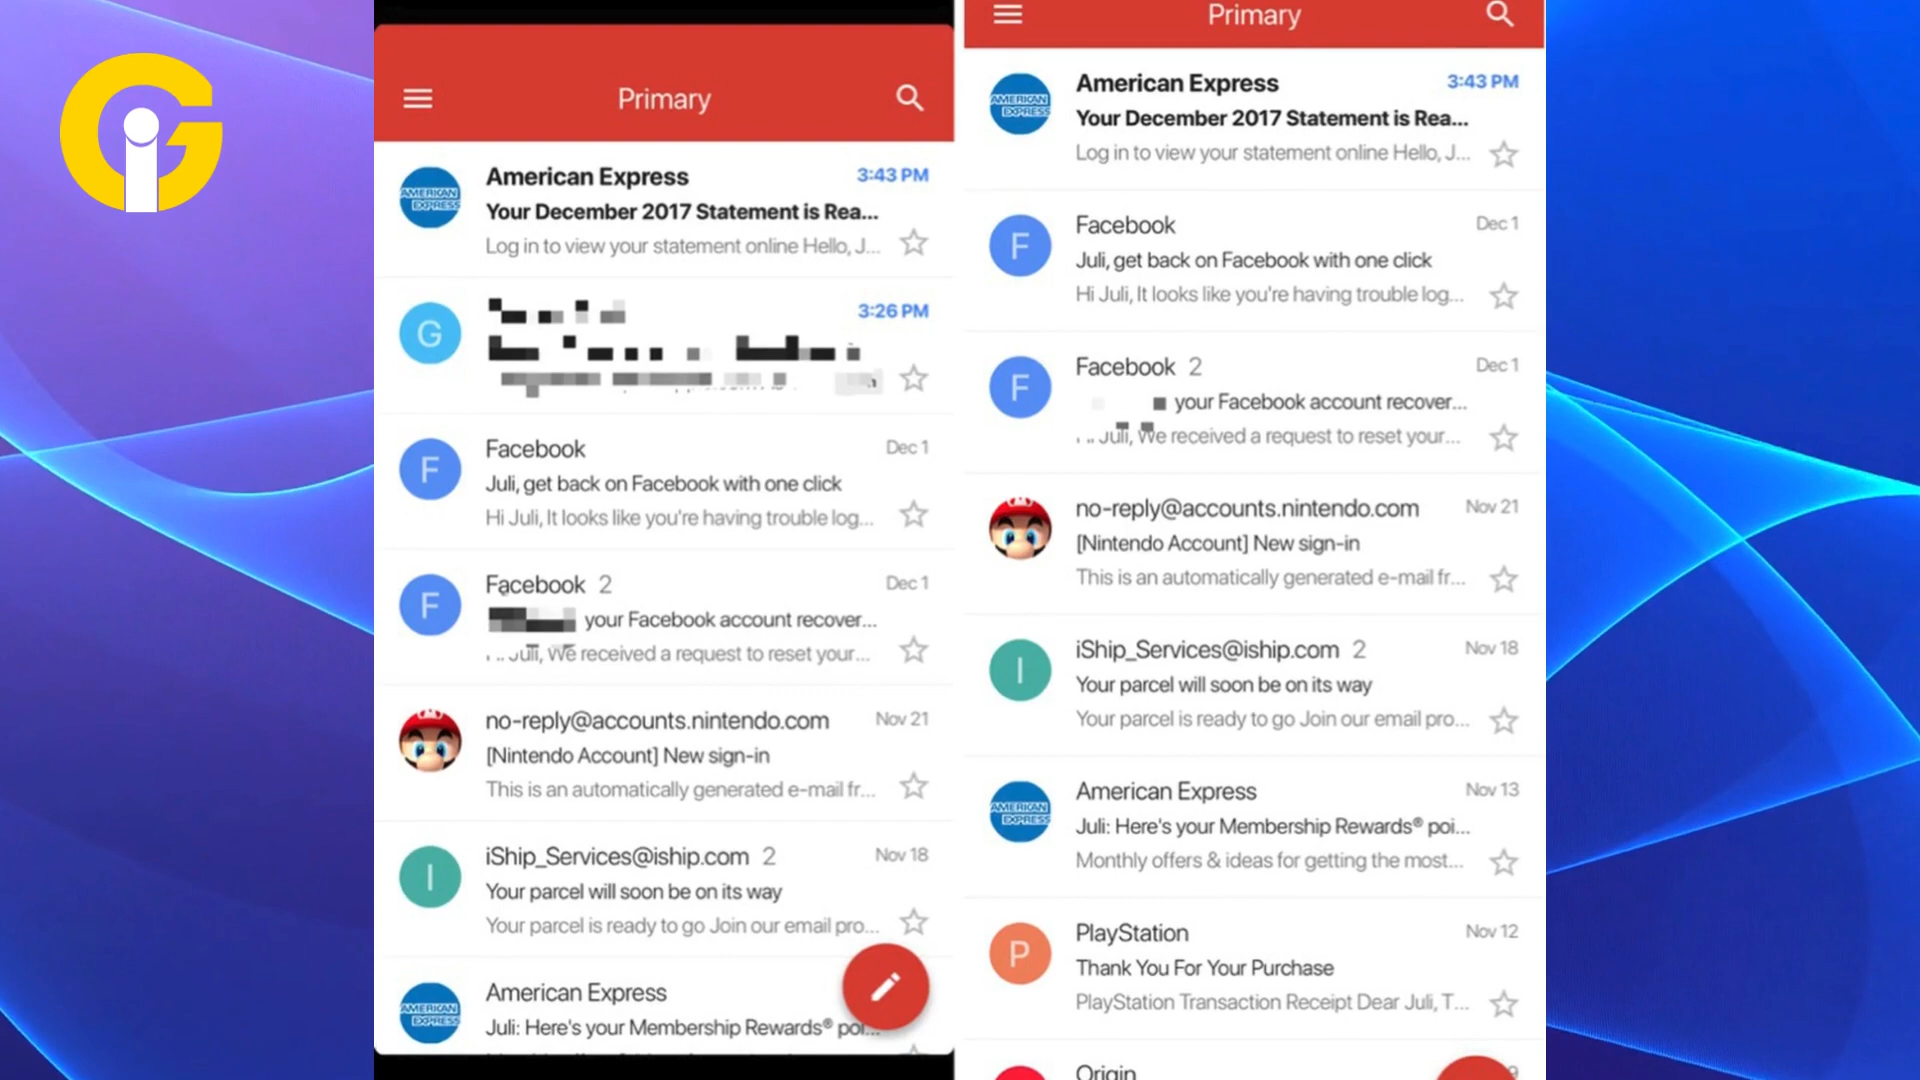 Gi
Primary
AMERICAN
EXPRESS
American Express
3:43 PM
Your December 2017 Statement is Rea...
Log in to view your statement online Hello, J...
G
3:26 PM
F
Facebook
Dec 1
Juli, get back on Facebook with one click
Hi Juli, It looks like you're having trouble log...
F
Facebook 2
Dec 1
your Facebook account recover...
Juli, We received a request to reset your...
M
no-reply@accounts.nintendo.com
Nov 21
[Nintendo Account] New sign-in
This is an automatically generated e-mail fr...
I
iShip_Services@iship.com 2
Nov 18
Your parcel will soon be on its way
Your parcel is ready to go Join our email pro...
AMERICAN
EXPRESS
American Express
Juli: Here's your Membership Rewards® poi...
Primary
AMERICAN
EXPRESS
American Express
3:43 PM
Your December 2017 Statement is Rea...
Log in to view your statement online Hello, J...
F
Facebook
Dec 1
Juli, get back on Facebook with one click
Hi Juli, It looks like you're having trouble log...
F
Facebook 2
Dec 1
your Facebook account recover...
Juli, We received a request to reset your...
M
no-reply@accounts.nintendo.com
Nov 21
[Nintendo Account] New sign-in
This is an automatically generated e-mail fr...
I
iShip_Services@iship.com 2
Nov 18
Your parcel will soon be on its way
Your parcel is ready to go Join our email pro...
AMERICAN
EXPRESS
American Express
Nov 13
Juli: Here's your Membership Rewards® poi...
Monthly offers & ideas for getting the most...
P
PlayStation
Nov 12
Thank You For Your Purchase
PlayStation Transaction Receipt Dear Juli, T...
Origin